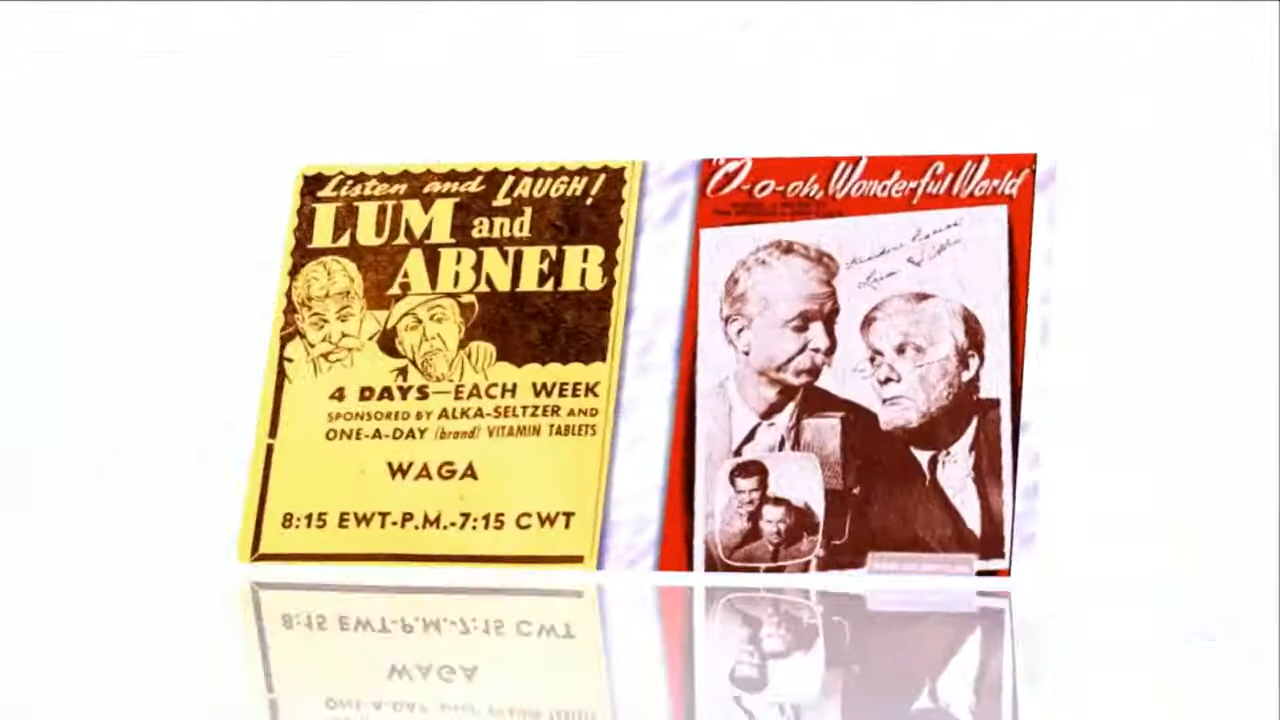 Listen and LAUGH!
LUM and
ABNER
4 DAYS—EACH WEEK
SPONSORED BY ALKA-SELTZER AND
ONE-A-DAY (brand) VITAMIN TABLETS
WAGA
8:15 EWT-P.M.-7:15 CWT
"O-o-oh, Wonderful World